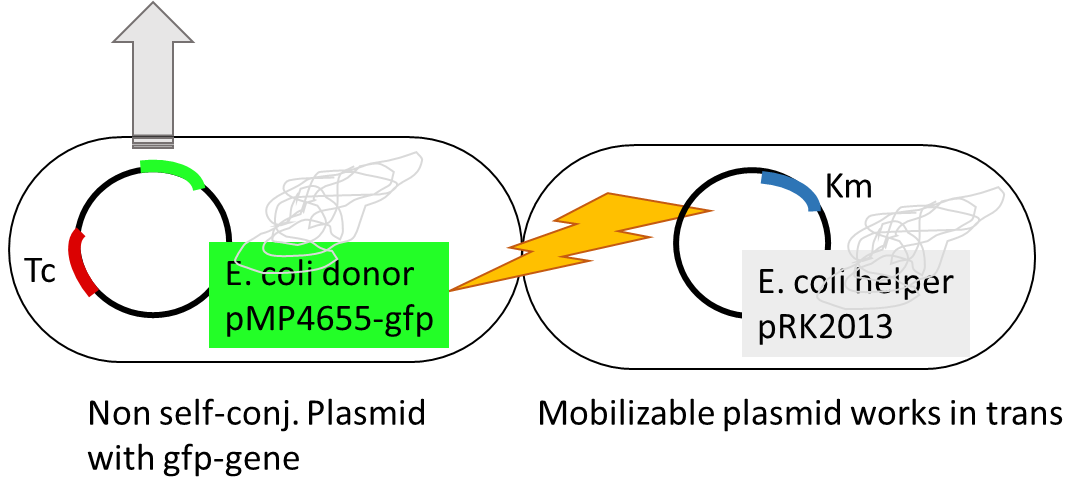 Tc
E. coli donor
pMP4655-gfp
Km
E. coli helper
pRK2013
Non self-conj. Plasmid
with gfp-gene
Mobilizable plasmid works in trans